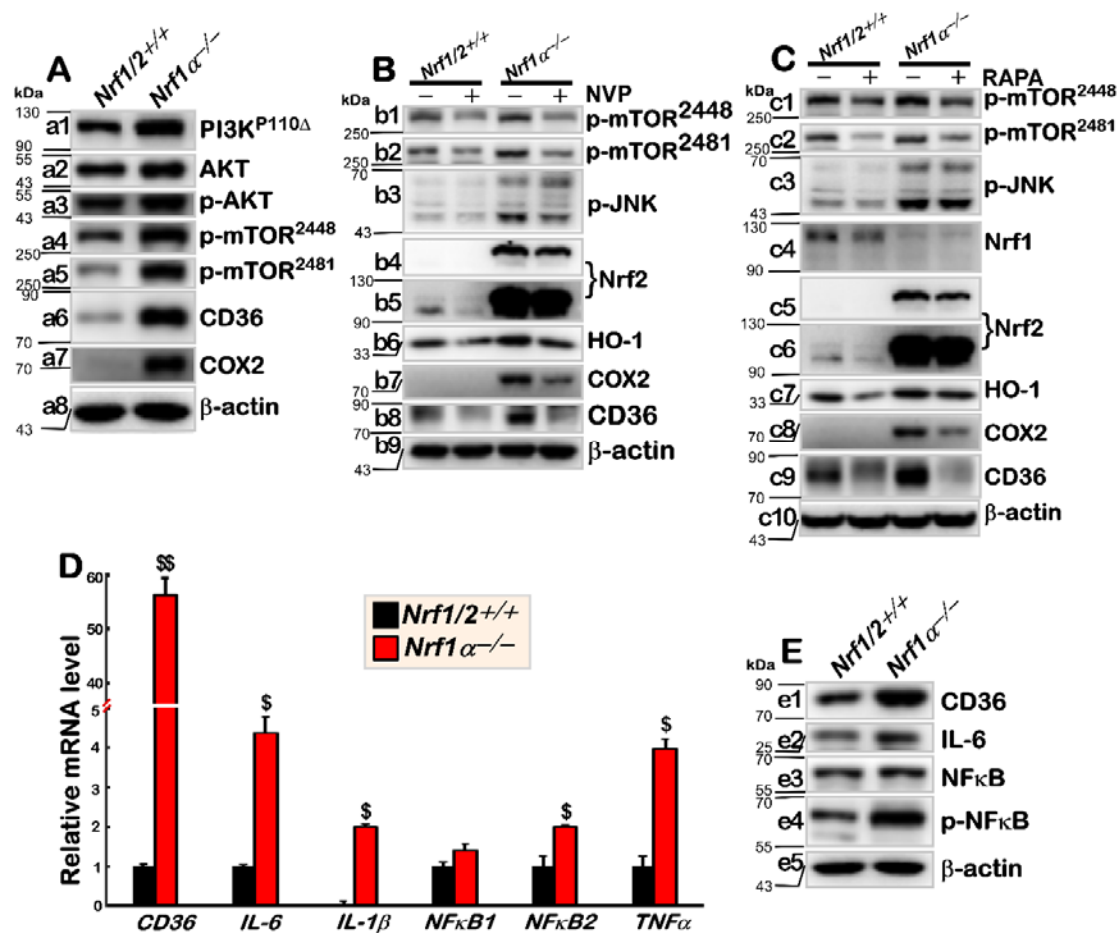 A
Nrf1/2+/+
Nrf1α−/−
kDa
130
a1
PI3KP110Δ
90
55
a2
AKT
43
55
a3
p-AKT
43
a4
p-mTOR2448
250
a5
p-mTOR2481
250
90
a6
CD36
70
a7
COX2
70
a8
β-actin
43
B
Nrf1/2+/+
Nrf1α−/−
kDa
− + − + NVP
b1
p-mTOR2448
250
b2
p-mTOR2481
250
70
b3
p-JNK
43
b4
Nrf2
130
b5
90
b6
HO-1
33
b7
COX2
70
90
b8
CD36
70
b9
β-actin
43
C
Nrf1/2+/+
Nrf1α−/−
kDa
− + − + RAPA
c1
p-mTOR2448
250
c2
p-mTOR2481
250
70
c3
p-JNK
43
130
c4
Nrf1
90
c5
Nrf2
130
c6
90
c7
HO-1
33
c8
COX2
70
90
c9
CD36
70
c10
β-actin
43
D
Relative mRNA level
60
50
40
5
4
3
2
1
0
$$
$
$
$
$
Nrf1/2+/+
Nrf1α−/−
CD36 IL-6 IL-1β NFκB1 NFκB2 TNFα
E
Nrf1/2+/+
Nrf1α−/−
kDa
90
e1
CD36
70
e2
IL-6
25
70
e3
NFκB
55
70
e4
p-NFκB
55
e5
β-actin
43